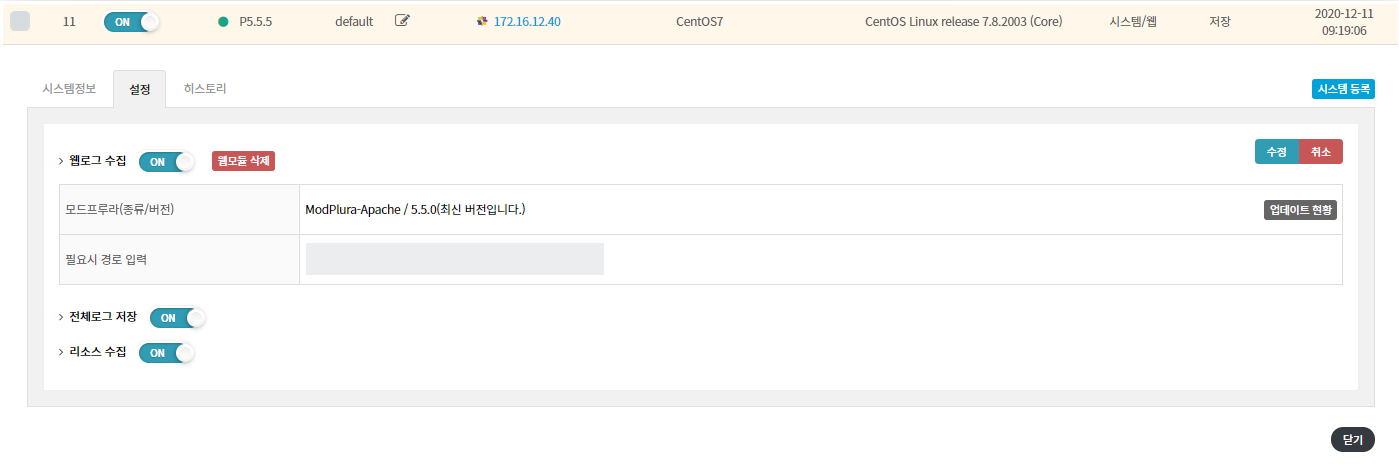 11 ON P5.5.5 default 172.16.12.40 CentOS7 CentOS Linux release 7.8.2003 (Core) 시스템/웹 저장 2020-12-11
09:19:06
시스템정보 설정 히스토리 시스템 등록
웹로그 수집 ON 웹모듈 삭제 수정 취소
모드프루라(종류/버전) ModPlura-Apache / 5.5.0(최신 버전입니다.) 업데이트 현황
필요시 경로 입력
전체로그 저장 ON
리소스 수집 ON
닫기